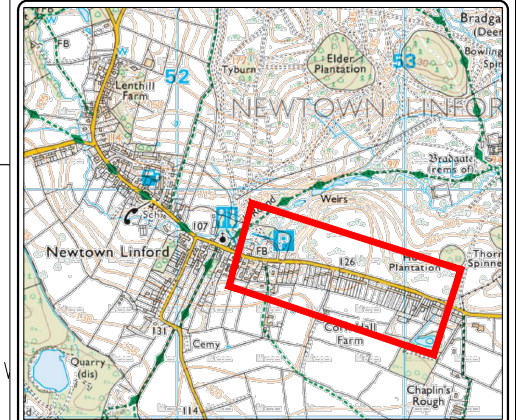 Bradga
(Deer
FB
Bowling
Spin
Tyburn
Elder
Plantation
53
52
Lenthill
Farm
NEWTOWN LINFOR
Bradgate
(rems of)
Weirs
Sch
107
P
FB
Newtown Linford
126
Plantation
Thorn
Spinne
131
Cemy
Farm
Quarry
(dis)
Chaplin's
Rough
114